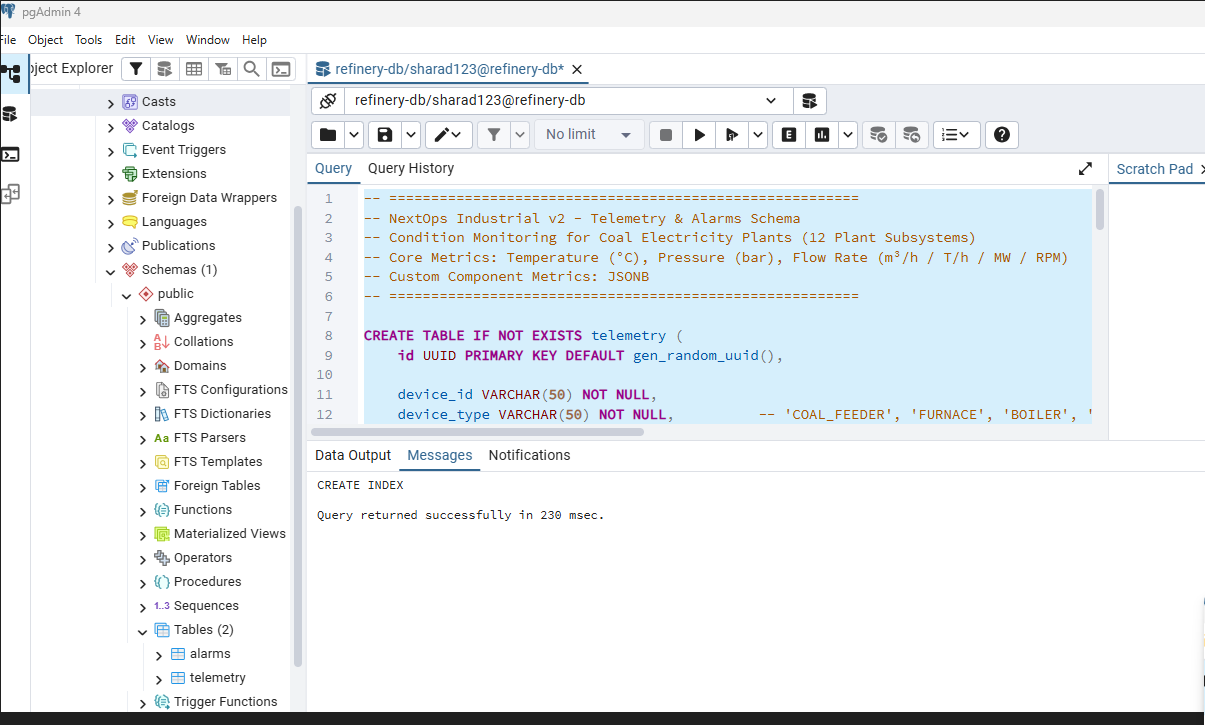 pgAdmin 4
File Object Tools Edit View Window Help
bject Explorer
refinery-db/sharad123@refinery-db*
refinery-db/sharad123@refinery-db
No limit
E
Query Query History
Scratch Pad
Casts
Catalogs
Event Triggers
Extensions
Foreign Data Wrappers
Languages
Publications
Schemas (1)
public
Aggregates
Collations
Domains
FTS Configurations
FTS Dictionaries
Aa FTS Parsers
FTS Templates
Foreign Tables
Functions
Materialized Views
Operators
Procedures
1..3 Sequences
Tables (2)
alarms
telemetry
Trigger Functions
1 -- ========================================================
2 -- NextOps Industrial v2 - Telemetry & Alarms Schema
3 -- Condition Monitoring for Coal Electricity Plants (12 Plant Subsystems)
4 -- Core Metrics: Temperature (°C), Pressure (bar), Flow Rate (m³/h / T/h / MW / RPM)
5 -- Custom Component Metrics: JSONB
6 -- ========================================================
7
8 CREATE TABLE IF NOT EXISTS telemetry (
9 id UUID PRIMARY KEY DEFAULT gen_random_uuid(),
10
11 device_id VARCHAR(50) NOT NULL,
12 device_type VARCHAR(50) NOT NULL, -- 'COAL_FEEDER', 'FURNACE', 'BOILER', '
Data Output Messages Notifications
CREATE INDEX
Query returned successfully in 230 msec.